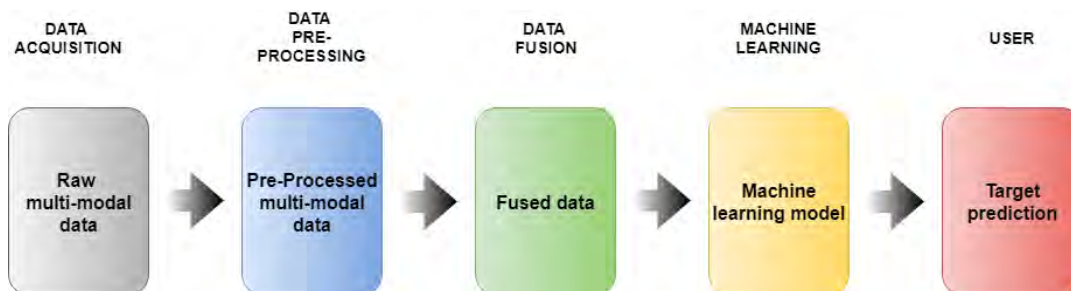 DATA
ACQUISITION
DATA
PRE-
PROCESSING
DATA
FUSION
MACHINE
LEARNING
USER
Raw
multi-modal
data
Pre-Processed
multi-modal
data
Fused data
Machine
learning model
Target
prediction